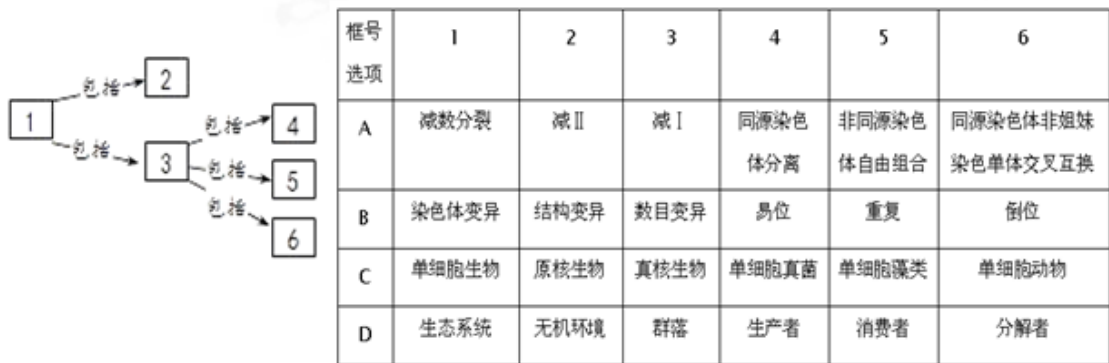 包括
2
1
包括
3
包括
4
包括
5
包括
6
框号
选项
1
2
3
4
5
6
A
减数分裂
减Ⅱ
减Ⅰ
同源染色
体分离
非同源染色
体自由组合
同源染色体非姐妹
染色单体交叉互换
B
染色体变异
结构变异
数目变异
易位
重复
倒位
C
单细胞生物
原核生物
真核生物
单细胞真菌
单细胞藻类
单细胞动物
D
生态系统
无机环境
群落
生产者
消费者
分解者